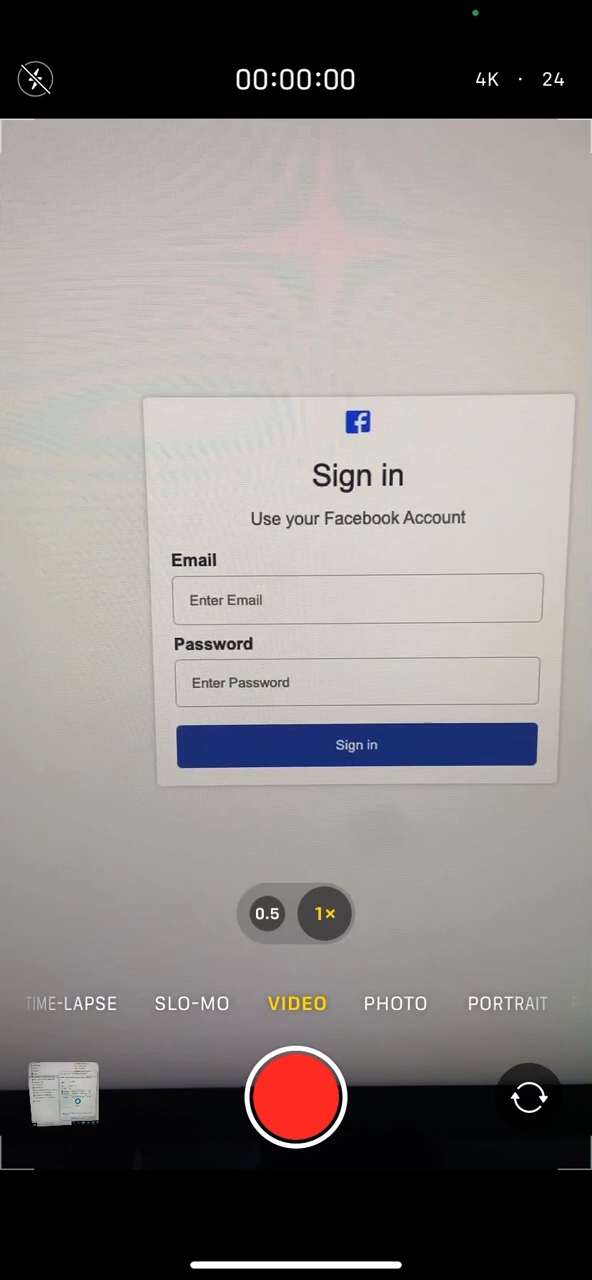 00:00:00
4K · 24
Sign in
Use your Facebook Account
Email
Enter Email
Password
Enter Password
Sign in
0.5 1×
TIME-LAPSE SLO-MO VIDEO PHOTO PORTRAIT